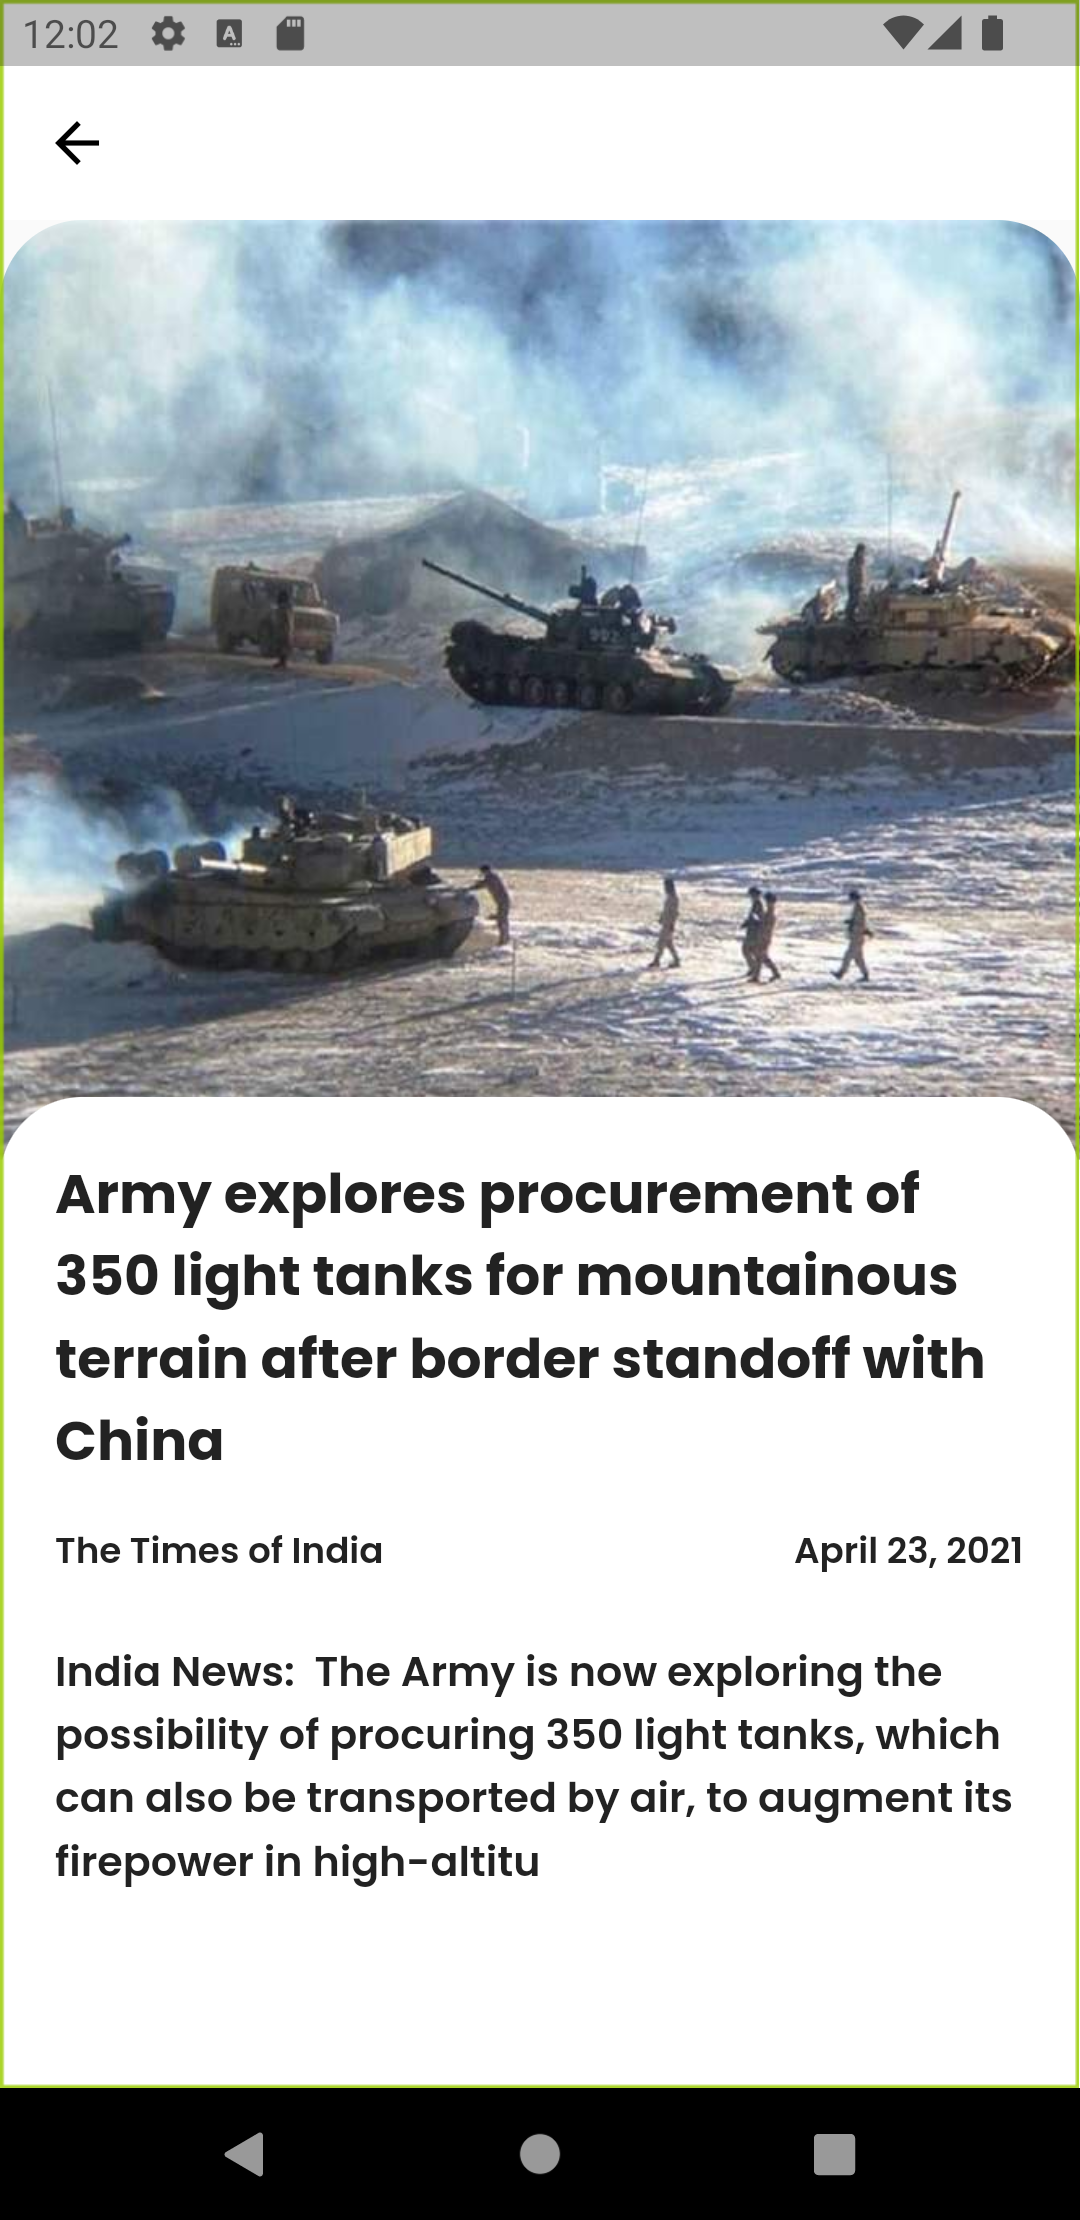 12:02
Army explores procurement of
350 light tanks for mountainous
terrain after border standoff with
China
The Times of India
April 23, 2021
India News: The Army is now exploring the
possibility of procuring 350 light tanks, which
can also be transported by air, to augment its
firepower in high-altitu